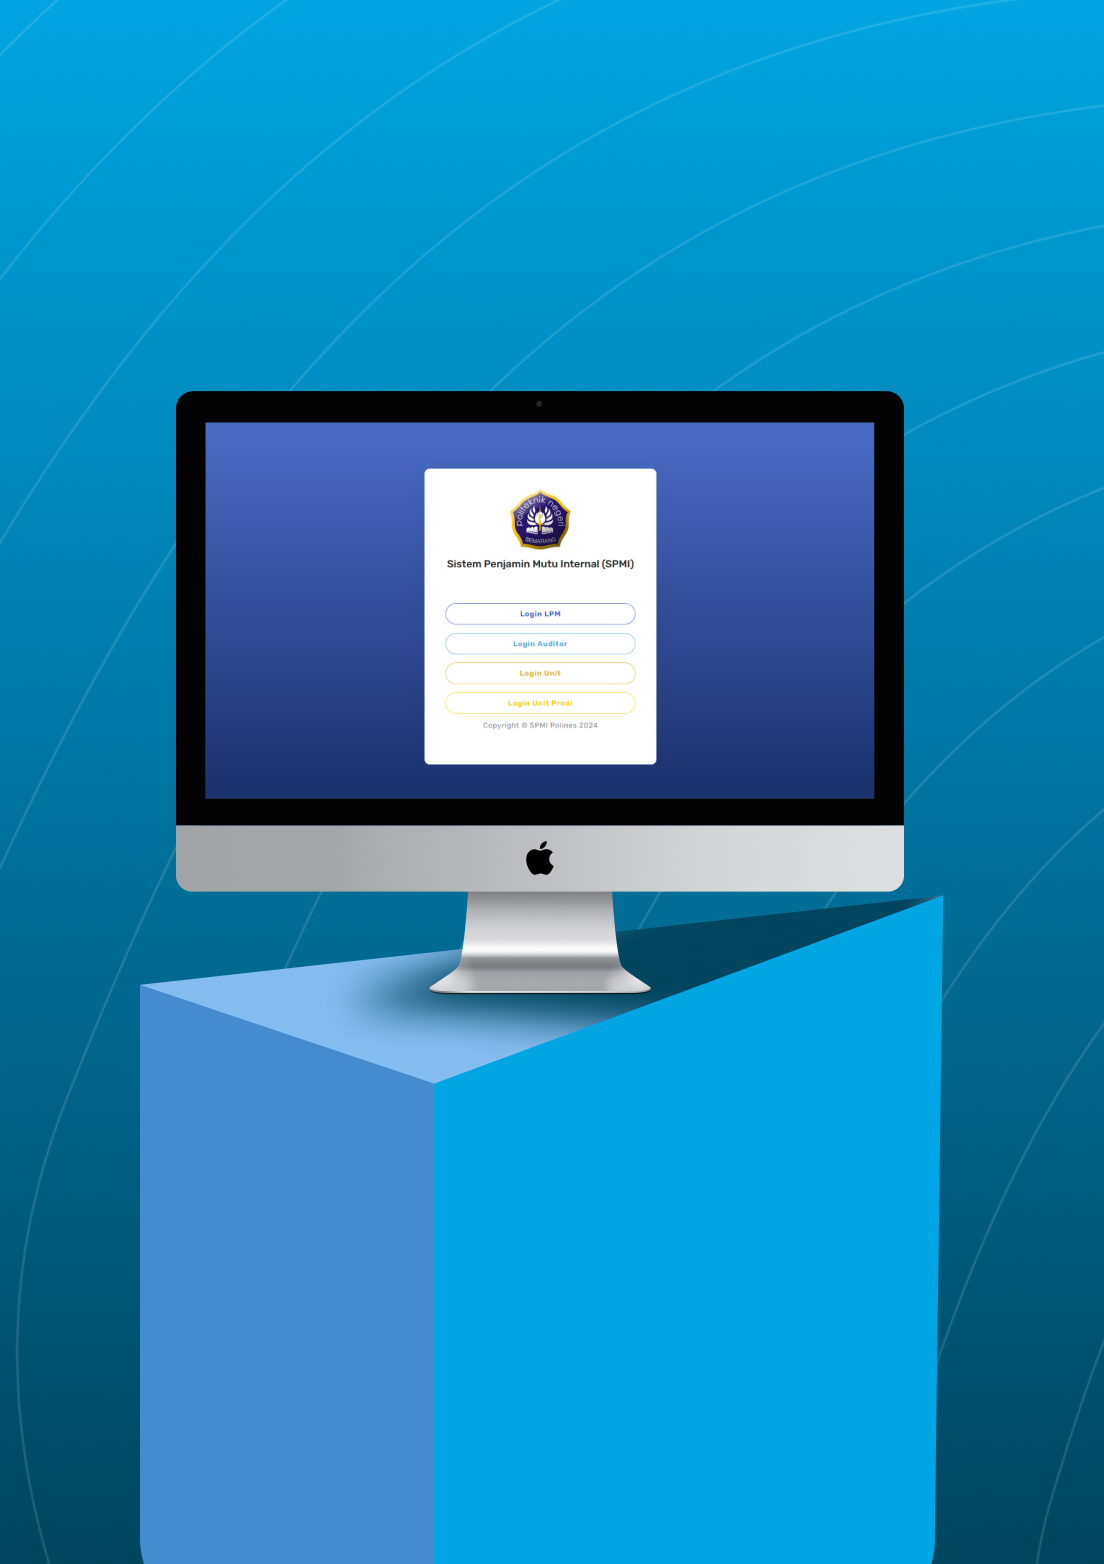 politeknik negeri
SEMARANG
Sistem Penjamin Mutu Internal (SPMI)
Login LPM
Login Auditor
Login Unit
Login Unit Prodi
Copyright © SPMI Polines 2024